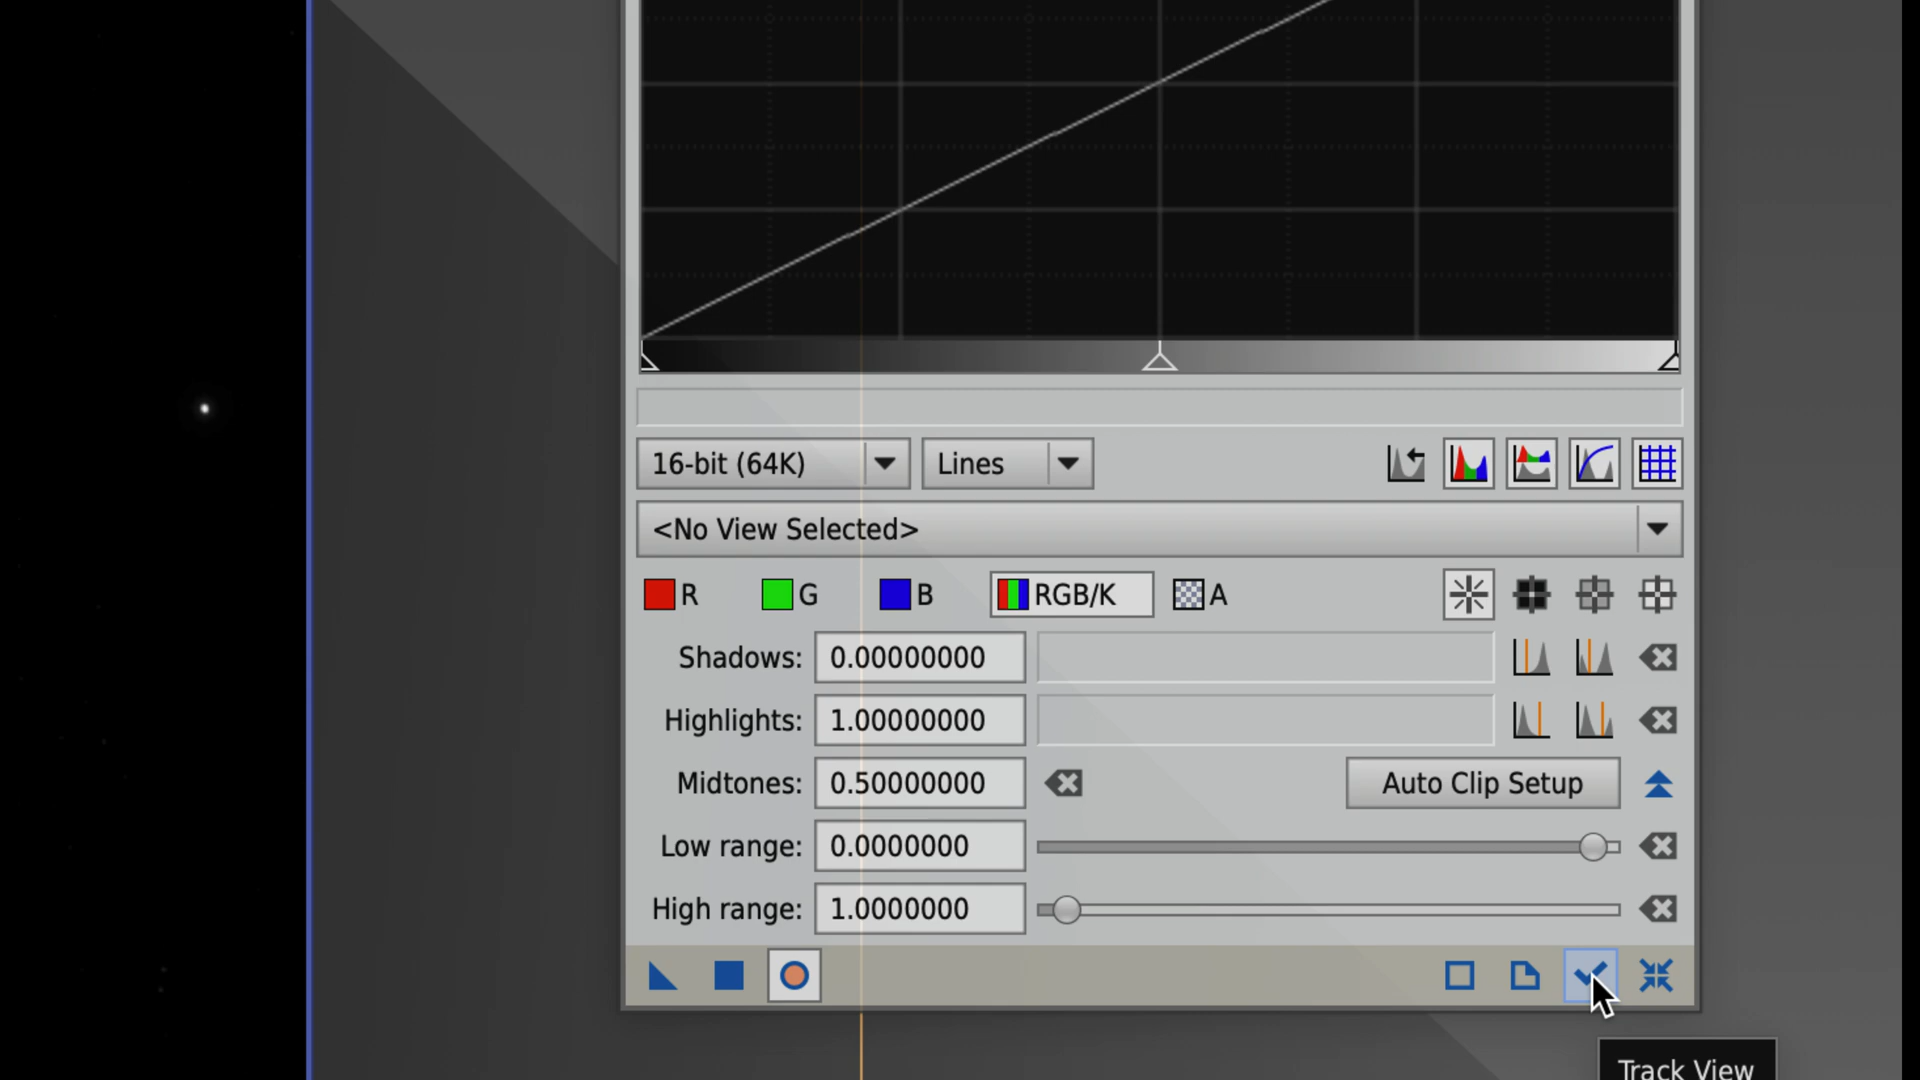 16-bit (64K) Lines
<No View Selected>
R G B RGB/K A
Shadows: 0.00000000
Highlights: 1.00000000
Midtones: 0.50000000 Auto Clip Setup
Low range: 0.0000000
High range: 1.0000000
Track View